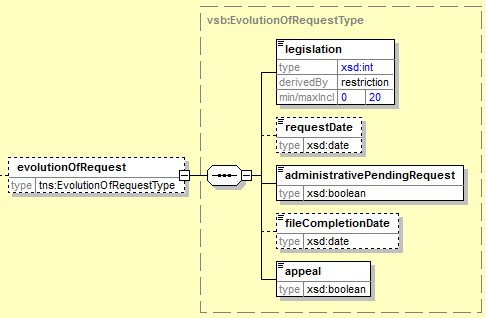 vsb:EvolutionOfRequestType
legislation
type xsd:int
derivedBy restriction
min/maxIncl 0 20
requestDate
type xsd:date
evolutionOfRequest
type tns:EvolutionOfRequestType
administrativePendingRequest
type xsd:boolean
fileCompletionDate
type xsd:date
appeal
type xsd:boolean